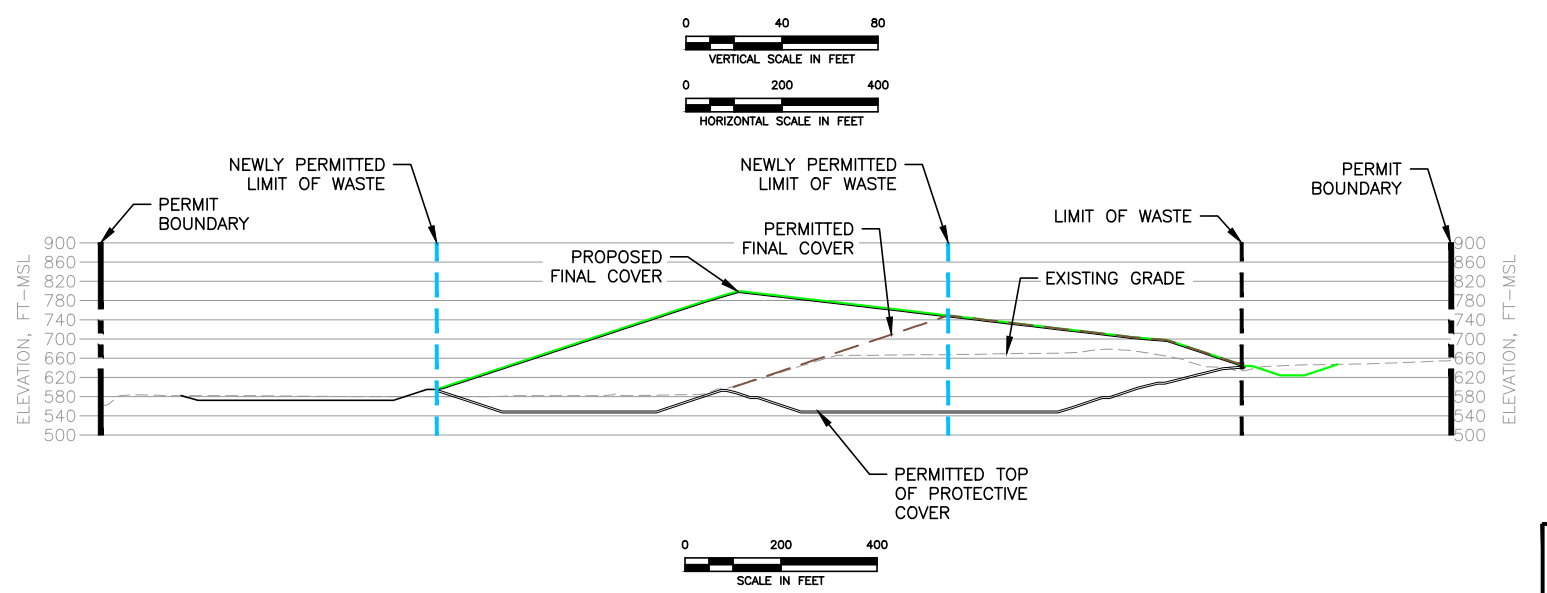 0 40 80
VERTICAL SCALE IN FEET
0 200 400
HORIZONTAL SCALE IN FEET
NEWLY PERMITTED
LIMIT OF WASTE
NEWLY PERMITTED
LIMIT OF WASTE
PERMIT
BOUNDARY
PERMIT
BOUNDARY
LIMIT OF WASTE
PERMITTED
FINAL COVER
PROPOSED
FINAL COVER
EXISTING GRADE
ELEVATION, FT-MSL
900
860
820
780
740
700
660
620
580
540
500
900
860
820
780
740
700
660
620
580
540
500
ELEVATION, FT-MSL
PERMITTED TOP
OF PROTECTIVE
COVER
0 200 400
SCALE IN FEET